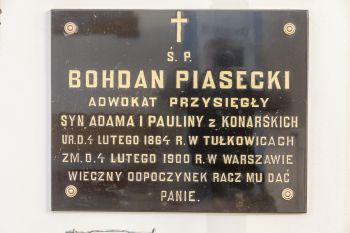 Ś. P.
BOHDAN PIASECKI
ADWOKAT PRZYSIĘGŁY
SYN ADAMA I PAULINY z KONARSKICH
UR.D.4 LUTEGO 1864 R.W TUŁKOWICACH
ZM.D.4 LUTEGO 1900 R.W WARSZAWIE
WIECZNY ODPOCZYNEK RACZ MU DAĆ
PANIE.